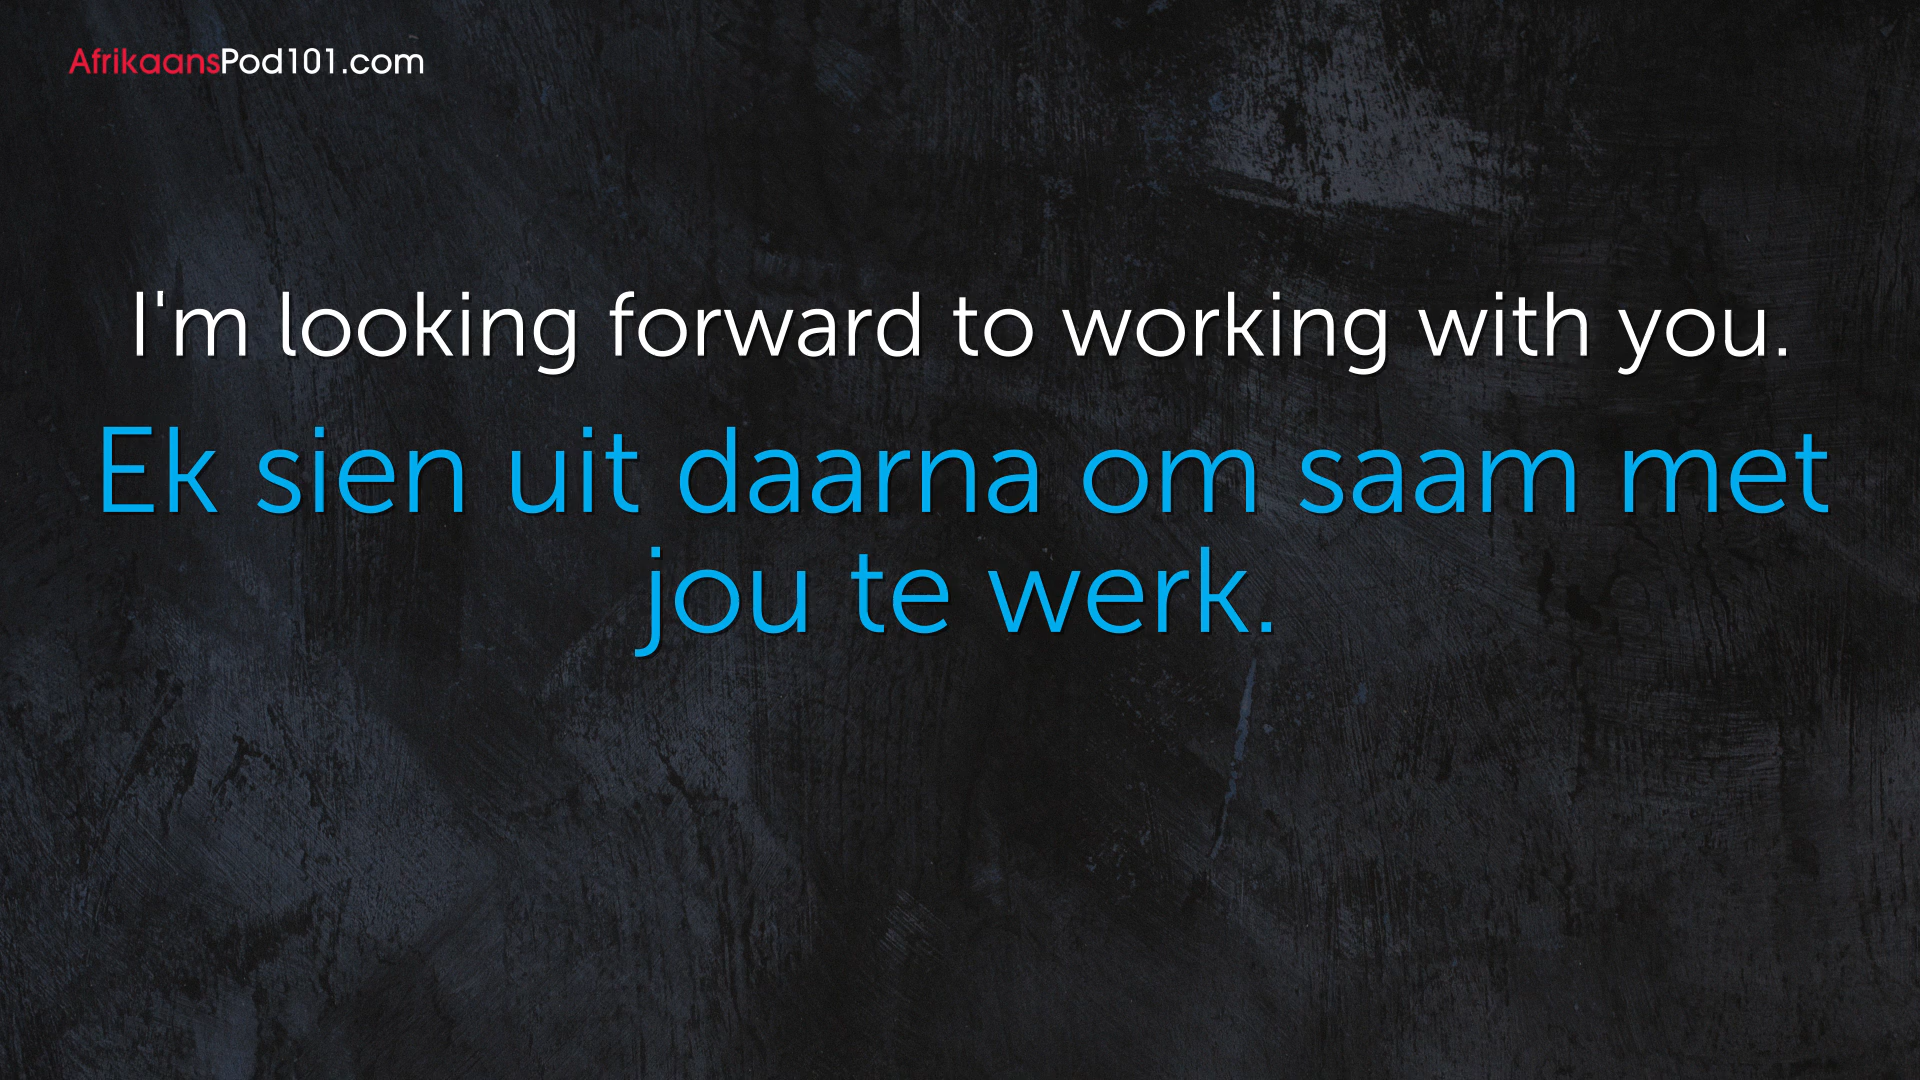 AfrikaansPod101.com
I'm looking forward to working with you.
Ek sien uit daarna om saam met
jou te werk.